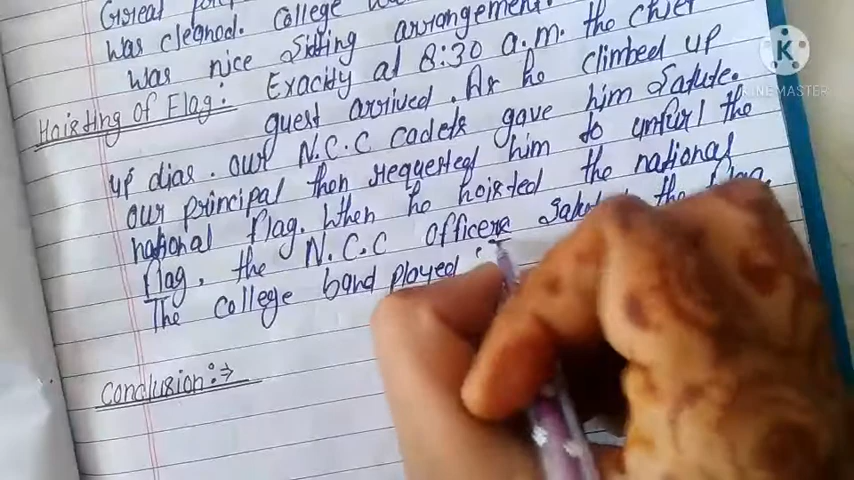 Great
was cleaned. College
was nice Sitting arrangement.
Hoisting of Flag: Exactly at 8:30 a.m. the chief
guest arrived. As he climbed up
up dias. our N.C.C cadets gave him Salute.
our principal then requested him to unfurl the
national flag. When he hoisted the national
flag, the N.C.C officers the flag.
The college band played
Conclusion:→
KINEMASTER